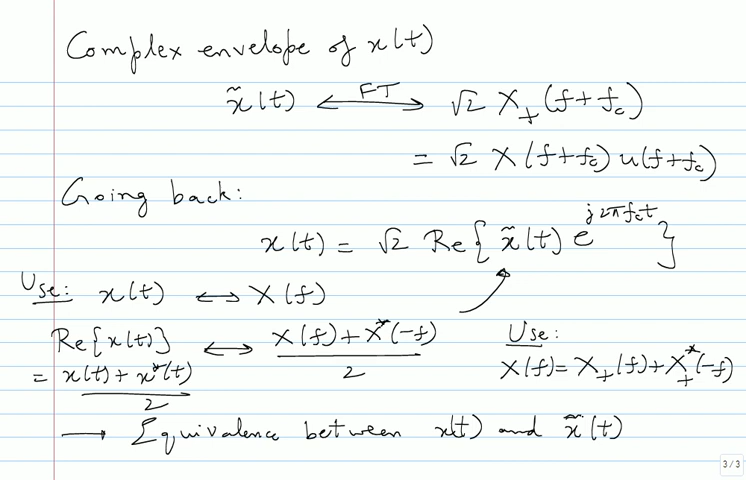 Complex envelope of x(t)
x̃(t) ⟷ FT √2 X₊(f+f_c)
= √2 X(f+f_c) u(f+f_c)
Going back:
x(t) = √2 Re{ x̃(t) e^{j2πf_ct} }
Use: x(t) ⟷ X(f)
Re{x(t)} ⟷ (X(f) + X*(-f))/2
= (x(t) + x*(t))/2
Use:
X(f) = X₊(f) + X₊*(-f)
→ Equivalence between x(t) and x̃(t)
3 / 3